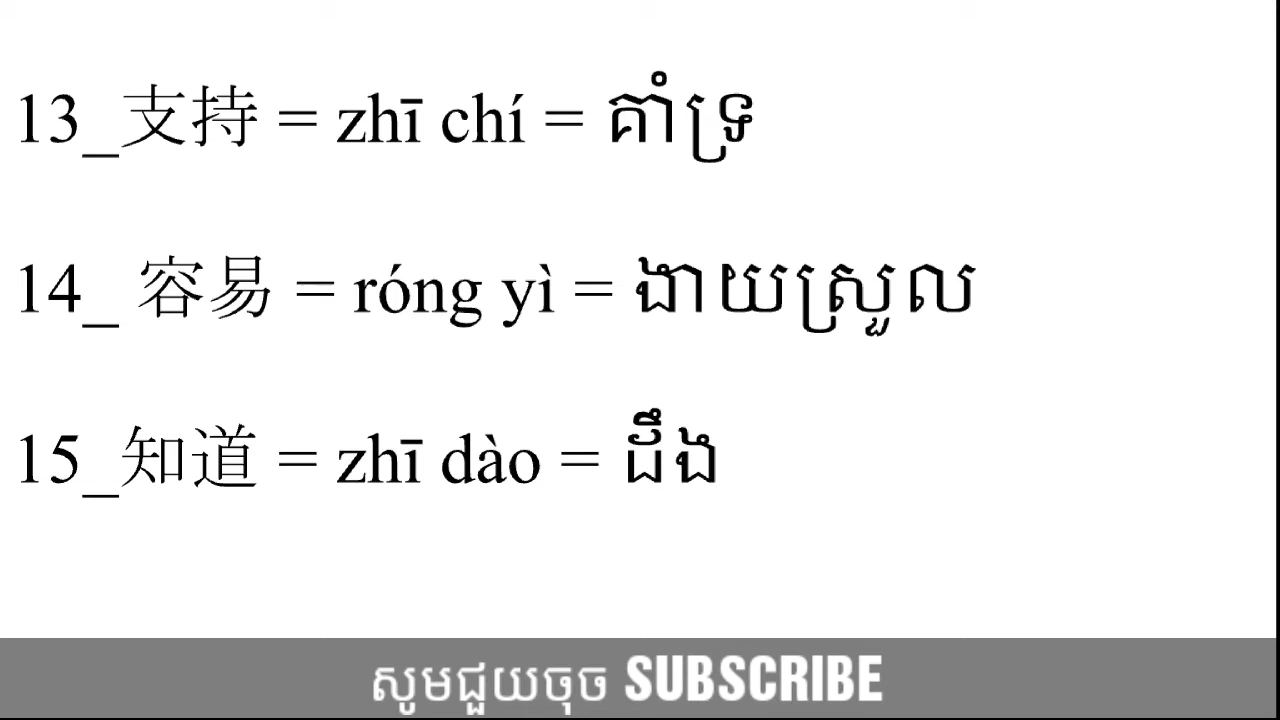 13_支持 = zhī chí = គាំទ្រ
14_ 容易 = róng yì = ងាយស្រួល
15_知道 = zhī dào = ដឹង
សូមជួយចុច SUBSCRIBE